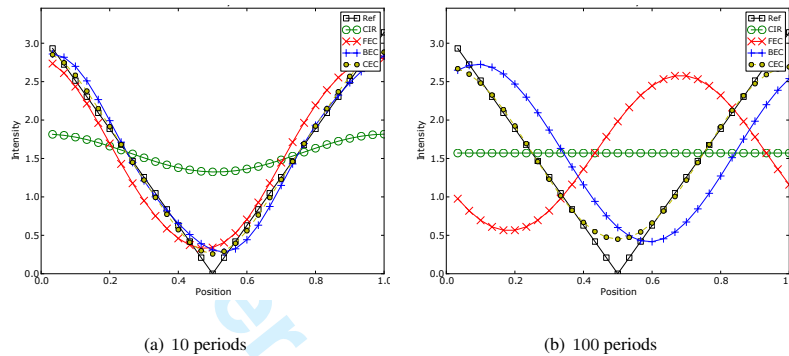 Ref
CIR
FEC
BEC
CEC
3.0
2.5
2.0
1.5
1.0
0.5
0.0
Intensity
0.0 0.2 0.4 0.6 0.8 1.0
Position
(a) 10 periods
Ref
CIR
FEC
BEC
CEC
3.0
2.5
2.0
1.5
1.0
0.5
0.0
Intensity
0.0 0.2 0.4 0.6 0.8
Position
(b) 100 periods
er